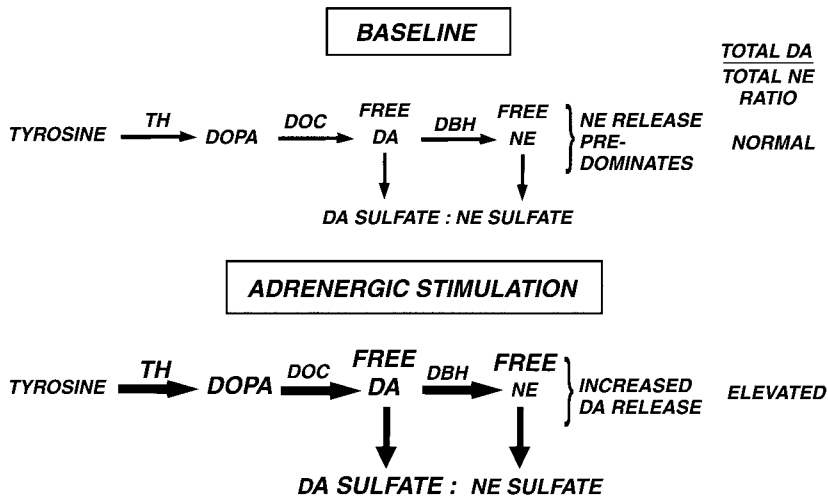 BASELINE
TOTAL DA
TOTAL NE
RATIO
TYROSINE TH DOPA DOC FREE DA DBH FREE NE NE RELEASE PRE-DOMINATES NORMAL
DA SULFATE : NE SULFATE
ADRENERGIC STIMULATION
TYROSINE TH DOPA DOC FREE DA DBH FREE NE INCREASED DA RELEASE ELEVATED
DA SULFATE : NE SULFATE